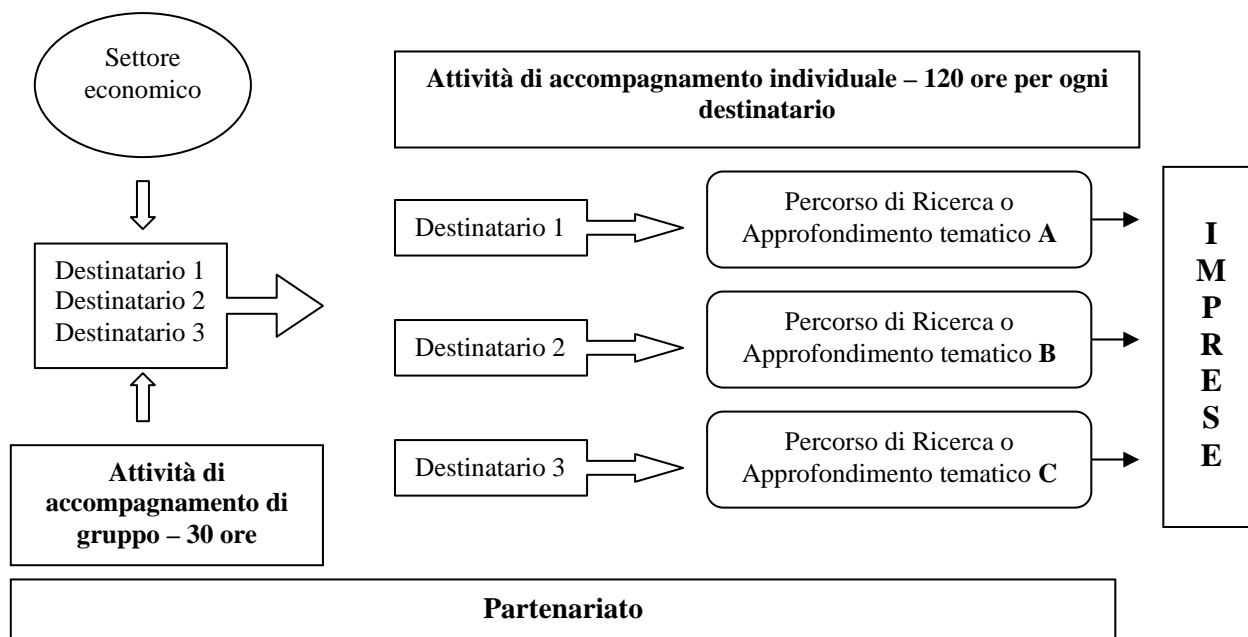 Settore
economico
Attività di accompagnamento individuale – 120 ore per ogni
destinatario
Destinatario 1
Destinatario 2
Destinatario 3
Attività di
accompagnamento di
gruppo – 30 ore
Destinatario 1
Percorso di Ricerca o
Approfondimento tematico A
Destinatario 2
Percorso di Ricerca o
Approfondimento tematico B
Destinatario 3
Percorso di Ricerca o
Approfondimento tematico C
I
M
P
R
E
S
E
Partenariato